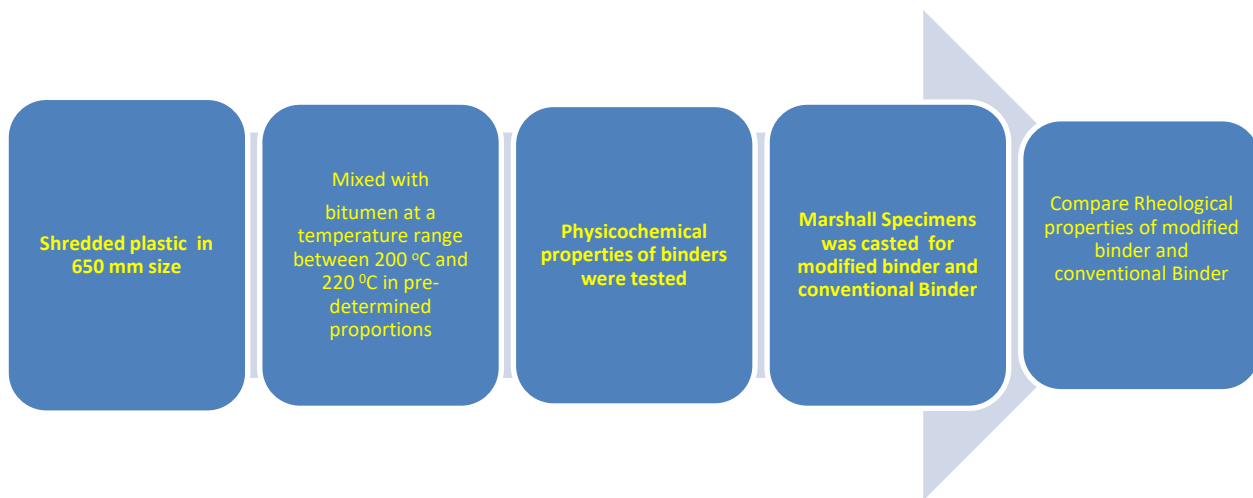 Shredded plastic in
650 mm size
Mixed with
bitumen at a
temperature range
between 200 ᵒC and
220 ⁰C in pre-
determined
proportions
Physicochemical
properties of binders
were tested
Marshall Specimens
was casted for
modified binder and
conventional Binder
Compare Rheological
properties of modified
binder and
conventional Binder